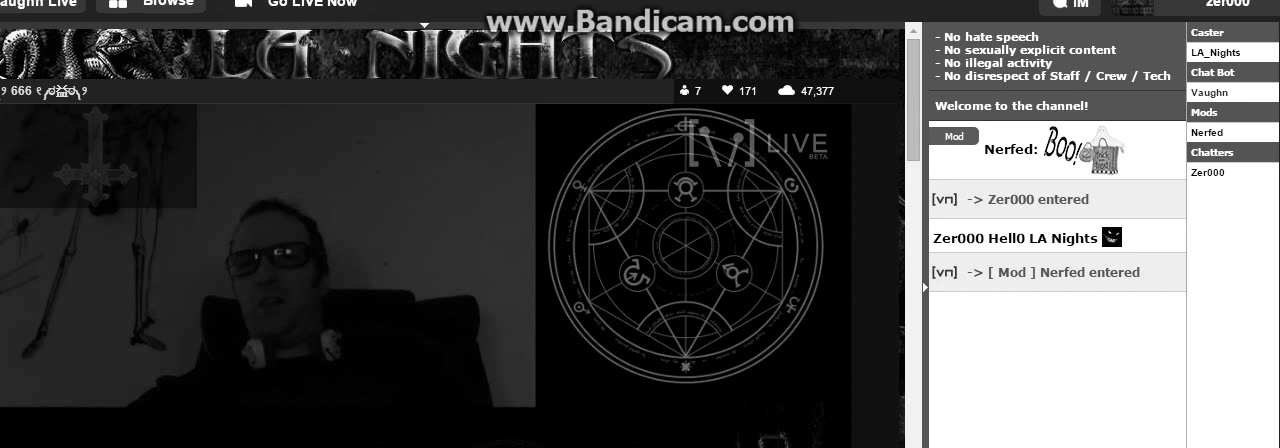 aughn Live
Browse
Go LIVE Now
www.Bandicam.com
IM
zer000
LA NIGHTS
666
7
171
47,377
[V] LIVE
BETA
- No hate speech
- No sexually explicit content
- No illegal activity
- No disrespect of Staff / Crew / Tech
Welcome to the channel!
Mod
Nerfed: BOO!
[vn] -> Zer000 entered
Zer000 Hell0 LA Nights
[vn] -> [ Mod ] Nerfed entered
Caster
LA_Nights
Chat Bot
Vaughn
Mods
Nerfed
Chatters
Zer000